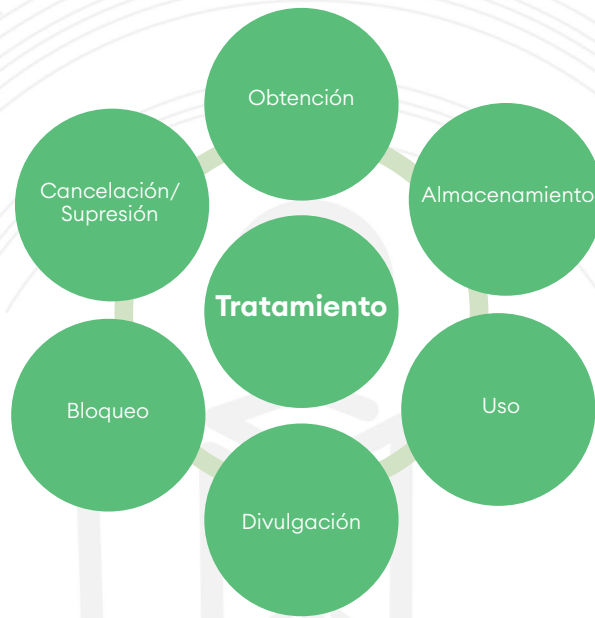 Obtención
Almacenamiento
Cancelación/
Supresión
Tratamiento
Uso
Bloqueo
Divulgación